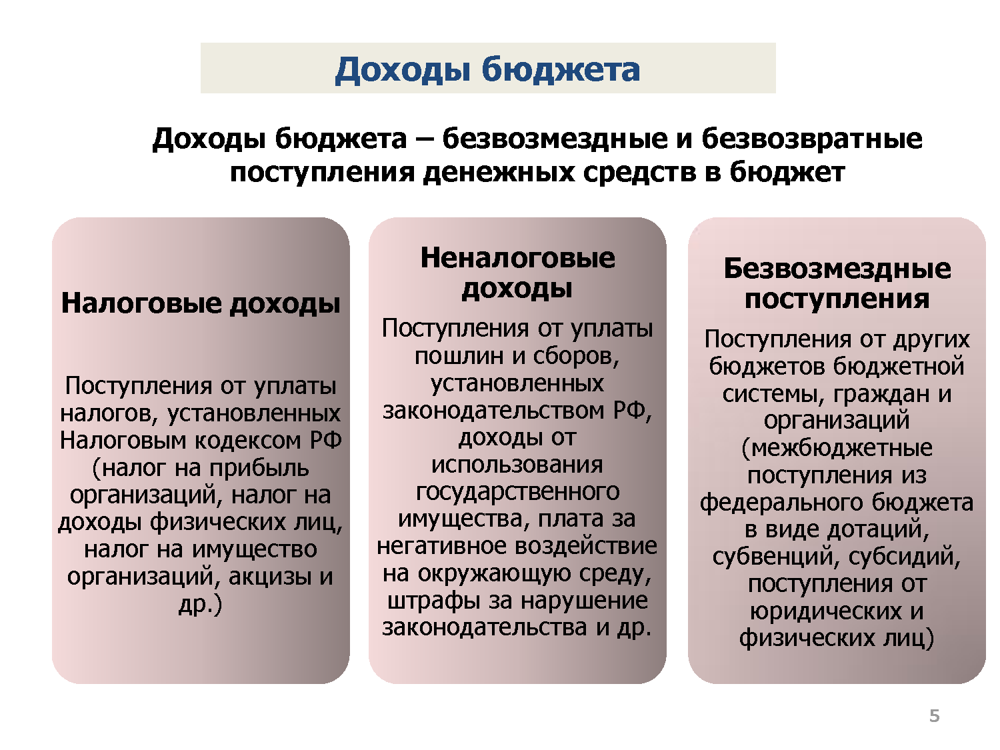 Доходы бюджета
Доходы бюджета – безвозмездные и безвозвратные
поступления денежных средств в бюджет
Налоговые доходы
Поступления от уплаты
налогов, установленных
Налоговым кодексом РФ
(налог на прибыль
организаций, налог на
доходы физических лиц,
налог на имущество
организаций, акцизы и
др.)
Неналоговые
доходы
Поступления от уплаты
пошлин и сборов,
установленных
законодательством РФ,
доходы от
использования
государственного
имущества, плата за
негативное воздействие
на окружающую среду,
штрафы за нарушение
законодательства и др.
Безвозмездные
поступления
Поступления от других
бюджетов бюджетной
системы, граждан и
организаций
(межбюджетные
поступления из
федерального бюджета
в виде дотаций,
субвенций, субсидий,
поступления от
юридических и
физических лиц)
5